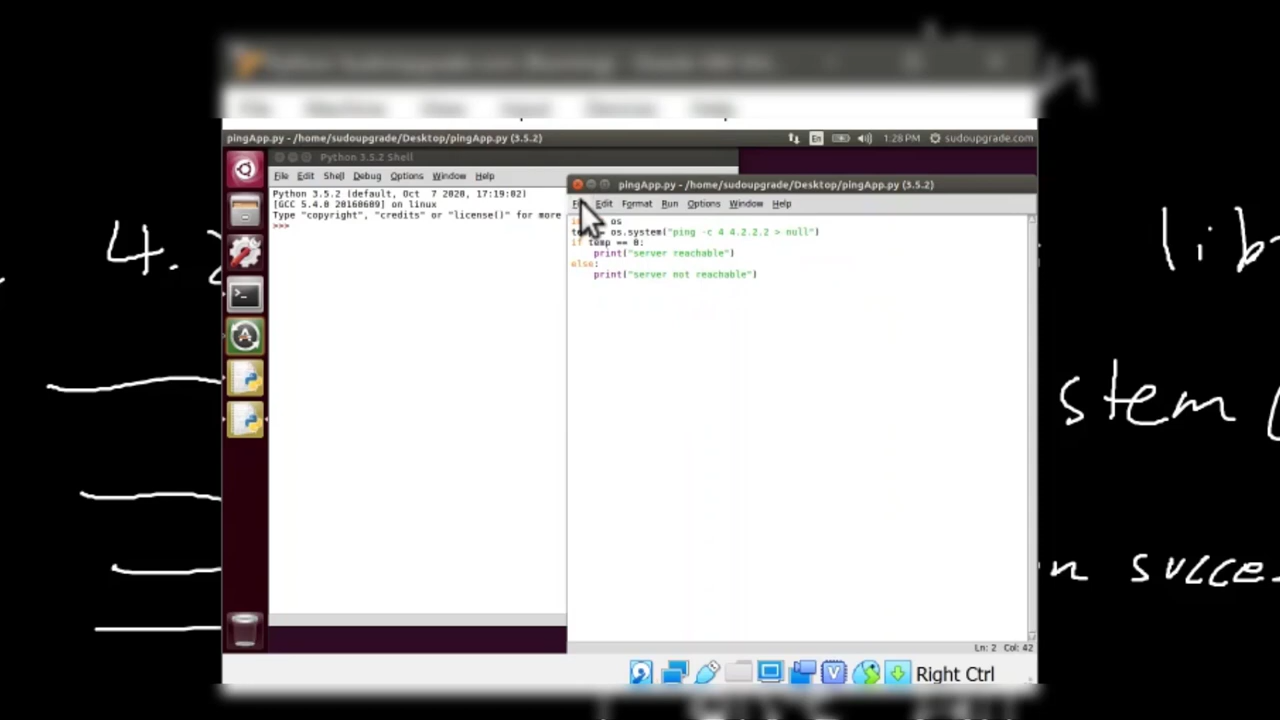 pingApp.py - /home/sudoupgrade/Desktop/pingApp.py (3.5.2)
En
1:28 PM
sudoupgrade.com
Python 3.5.2 Shell
File Edit Shell Debug Options Window Help
Python 3.5.2 (default, Oct 7 2020, 17:19:02)
[GCC 5.4.0 20160609] on linux
Type "copyright", "credits" or "license()" for more
>>>
pingApp.py - /home/sudoupgrade/Desktop/pingApp.py (3.5.2)
Edit Format Run Options Window Help
os
os.system("ping -c 4 4.2.2.2 > null")
if temp == 0:
print("server reachable")
else:
print("server not reachable")
Ln: 2 Col: 42
Right Ctrl
4.
lib
stem (
n succe